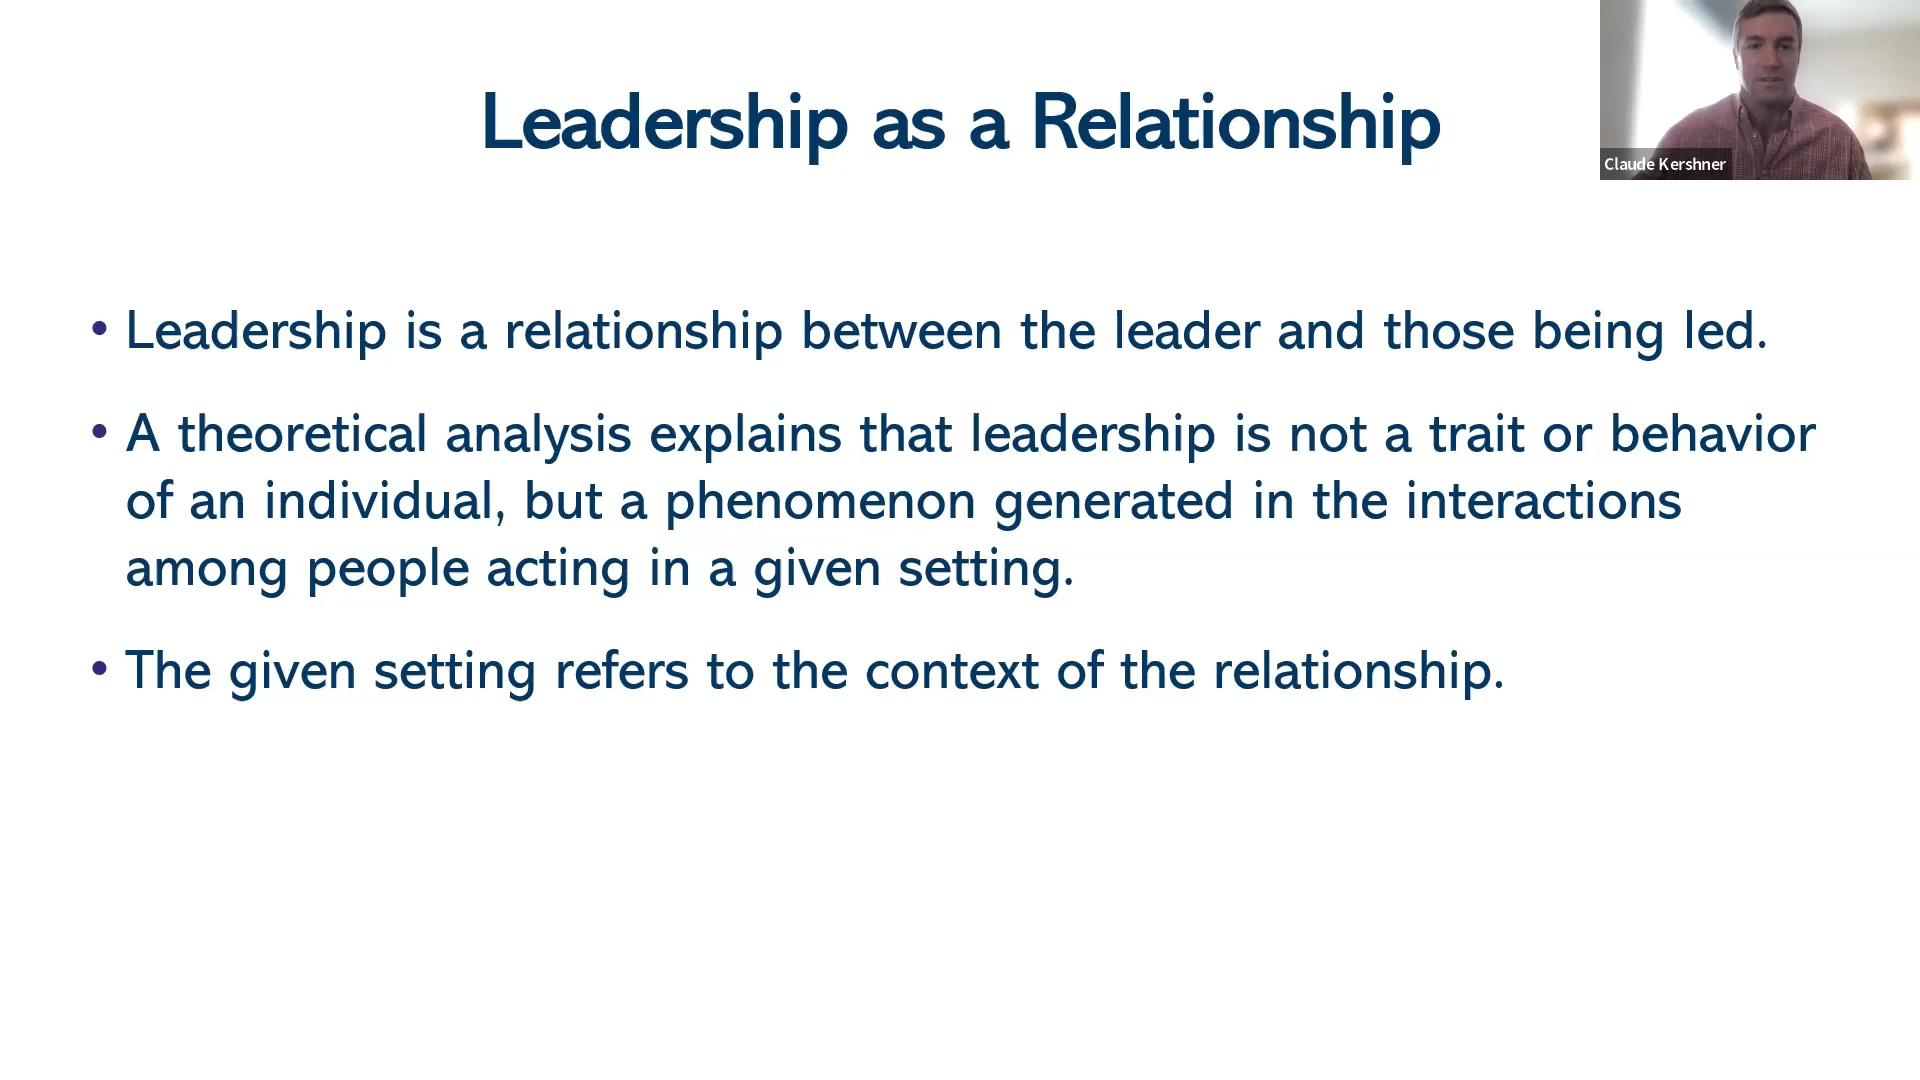 Leadership as a Relationship
Claude Kershner
• Leadership is a relationship between the leader and those being led.
• A theoretical analysis explains that leadership is not a trait or behavior
of an individual, but a phenomenon generated in the interactions
among people acting in a given setting.
• The given setting refers to the context of the relationship.